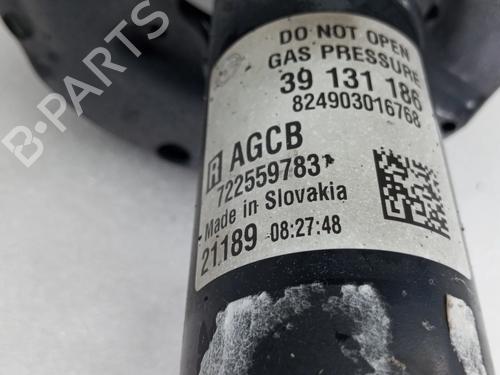 DO NOT OPEN
GAS PRESSURE
39 131 186
824903016768
R AGCB
722559783
Made in Slovakia
21189 08:27:48
B-PARTS